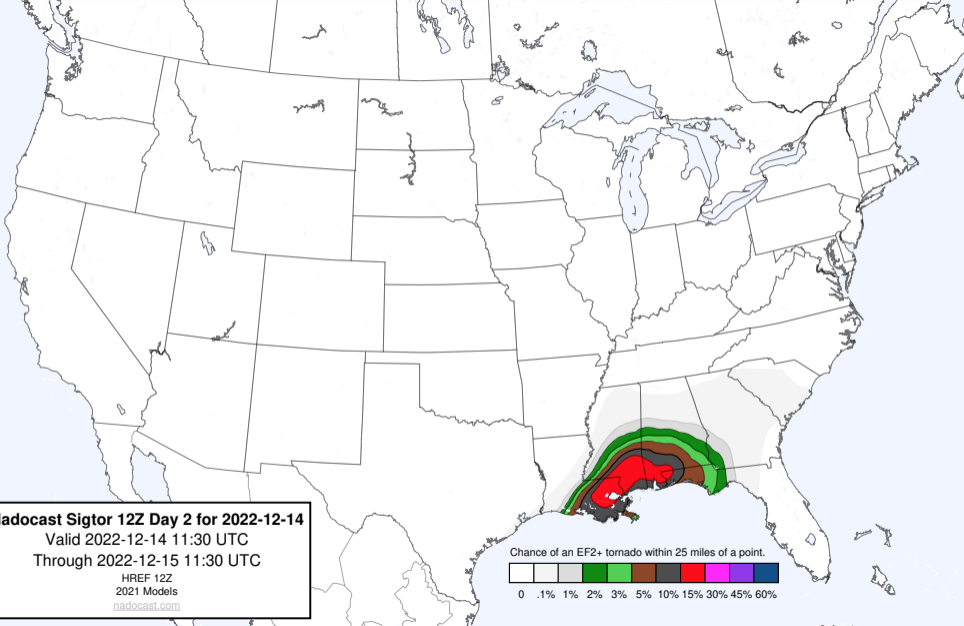 adocast Sigtor 12Z Day 2 for 2022-12-14
Valid 2022-12-14 11:30 UTC
Through 2022-12-15 11:30 UTC
HREF 12Z
2021 Models
nadocast.com
Chance of an EF2+ tornado within 25 miles of a point.
0 .1% 1% 2% 3% 5% 10% 15% 30% 45% 60%